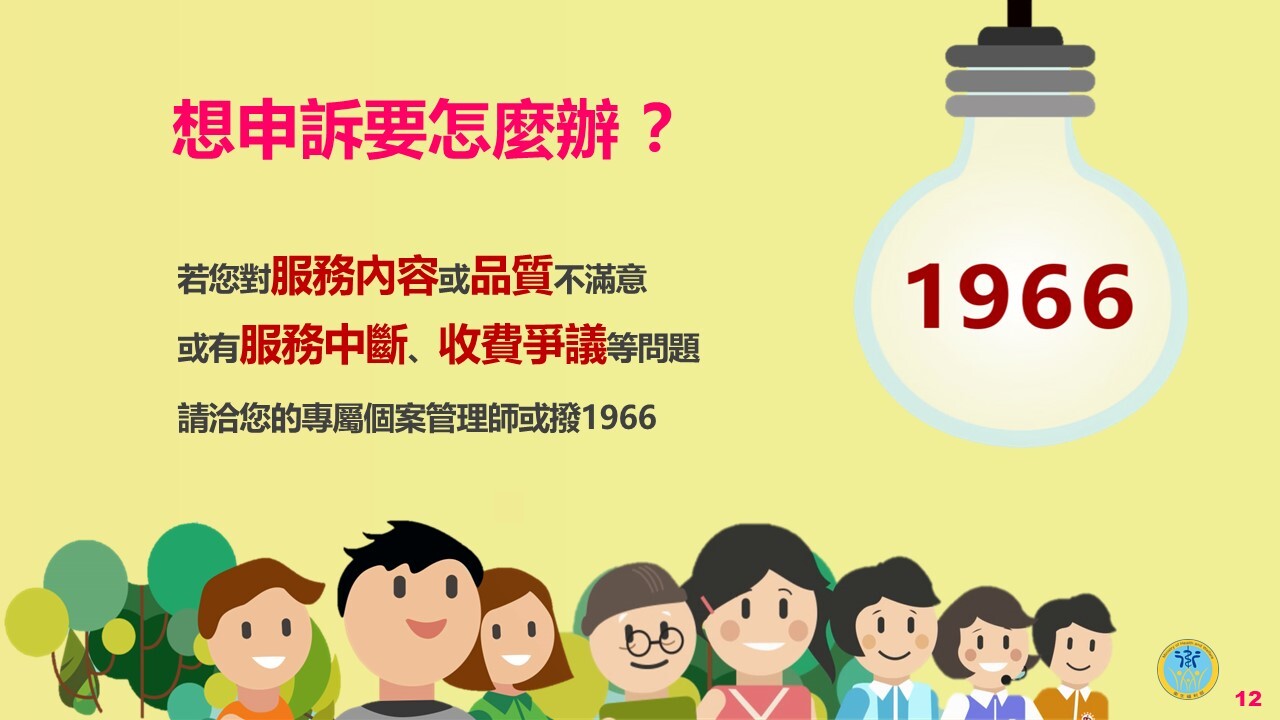 想申訴要怎麼辦？
若您對服務內容或品質不滿意
或有服務中斷、收費爭議等問題
請洽您的專屬個案管理師或撥1966
1966
12